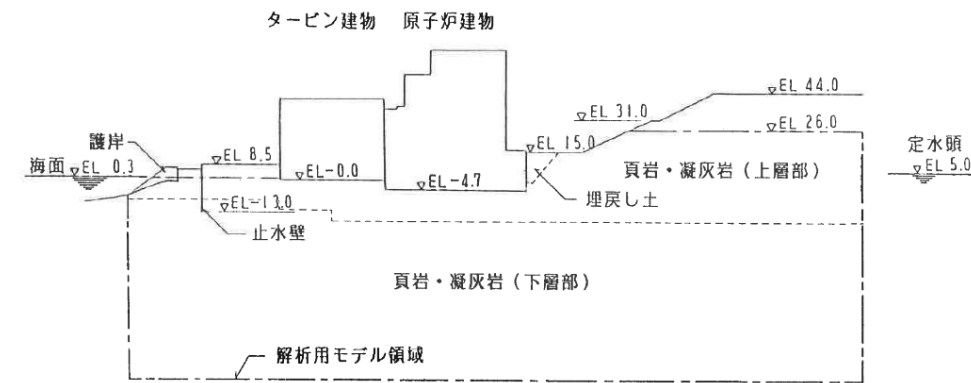 タービン建物 原子炉建物
EL 44.0
EL 31.0
EL 26.0
護岸
EL 15.0
定水頭
海面 EL 0.3
EL 8.5
EL 5.0
EL-0.0
頁岩・凝灰岩(上層部)
EL-4.7
埋戻し土
EL-13.0
止水壁
頁岩・凝灰岩(下層部)
解析用モデル領域